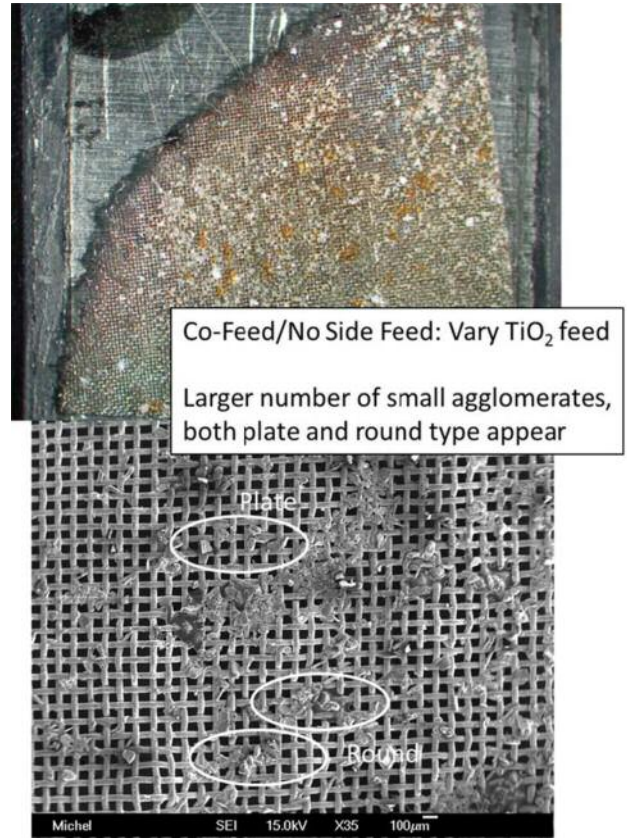 Co-Feed/No Side Feed: Vary TiO₂ feed
Larger number of small agglomerates,
both plate and round type appear
Plate
Round
Michel SEI 15.0kV X35 100μm